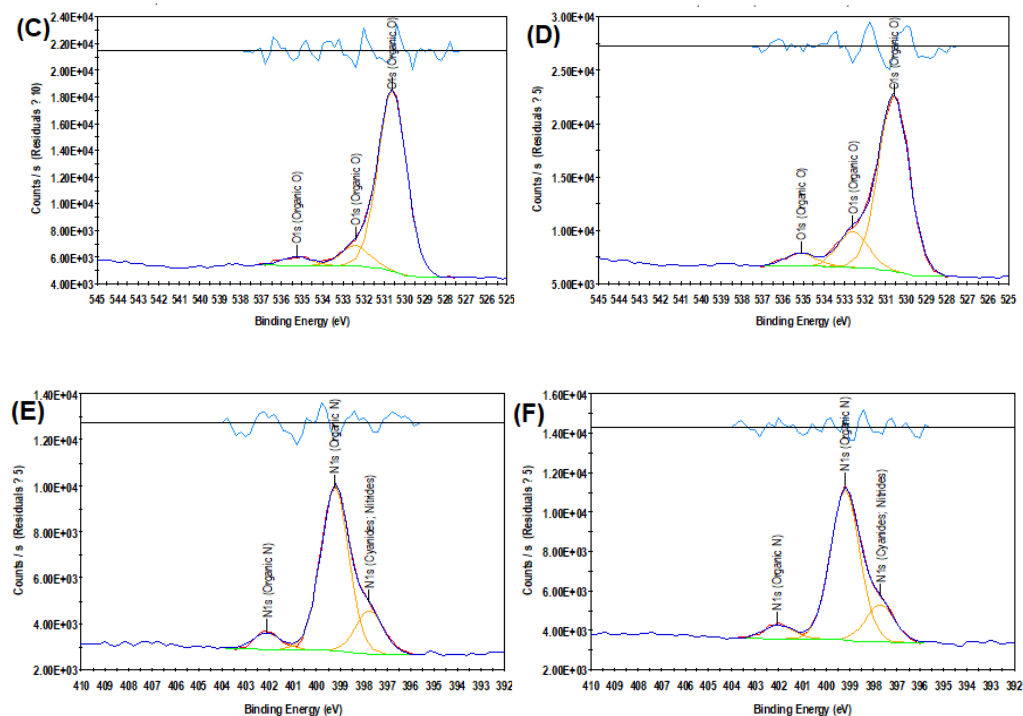 (C)
2.40E+04
2.20E+04
2.00E+04
1.80E+04
1.60E+04
1.40E+04
1.20E+04
1.00E+04
8.00E+03
6.00E+03
4.00E+03
Counts / s (Residuals ? 10)
O1s (Organic O)
O1s (Organic O)
O1s (Organic O)
545 544 543 542 541 540 539 538 537 536 535 534 533 532 531 530 529 528 527 526 525
Binding Energy (eV)
(D)
3.00E+04
2.50E+04
2.00E+04
1.50E+04
1.00E+04
5.00E+03
Counts / s (Residuals ? 5)
O1s (Organic O)
O1s (Organic O)
O1s (Organic O)
545 544 543 542 541 540 539 538 537 536 535 534 533 532 531 530 529 528 527 526 525
Binding Energy (eV)
(E)
1.40E+04
1.20E+04
1.00E+04
8.00E+03
6.00E+03
4.00E+03
2.00E+03
Counts / s (Residuals ? 5)
N1s (Organic N)
N1s (Organic N)
N1s (Cyanides; Nitrides)
410 409 408 407 406 405 404 403 402 401 400 399 398 397 396 395 394 393 392
Binding Energy (eV)
(F)
1.60E+04
1.40E+04
1.20E+04
1.00E+04
8.00E+03
6.00E+03
4.00E+03
2.00E+03
Counts / s (Residuals ? 5)
N1s (Organic N)
N1s (Organic N)
N1s (Cyanides; Nitrides)
410 409 408 407 406 405 404 403 402 401 400 399 398 397 396 395 394 393 392
Binding Energy (eV)